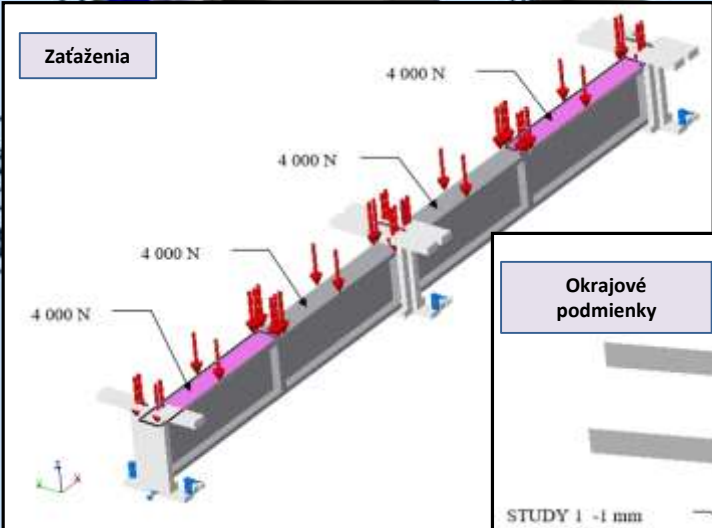 Zaťaženia
4 000 N
4 000 N
4 000 N
4 000 N
Okrajové
podmienky
STUDY 1 -1 mm